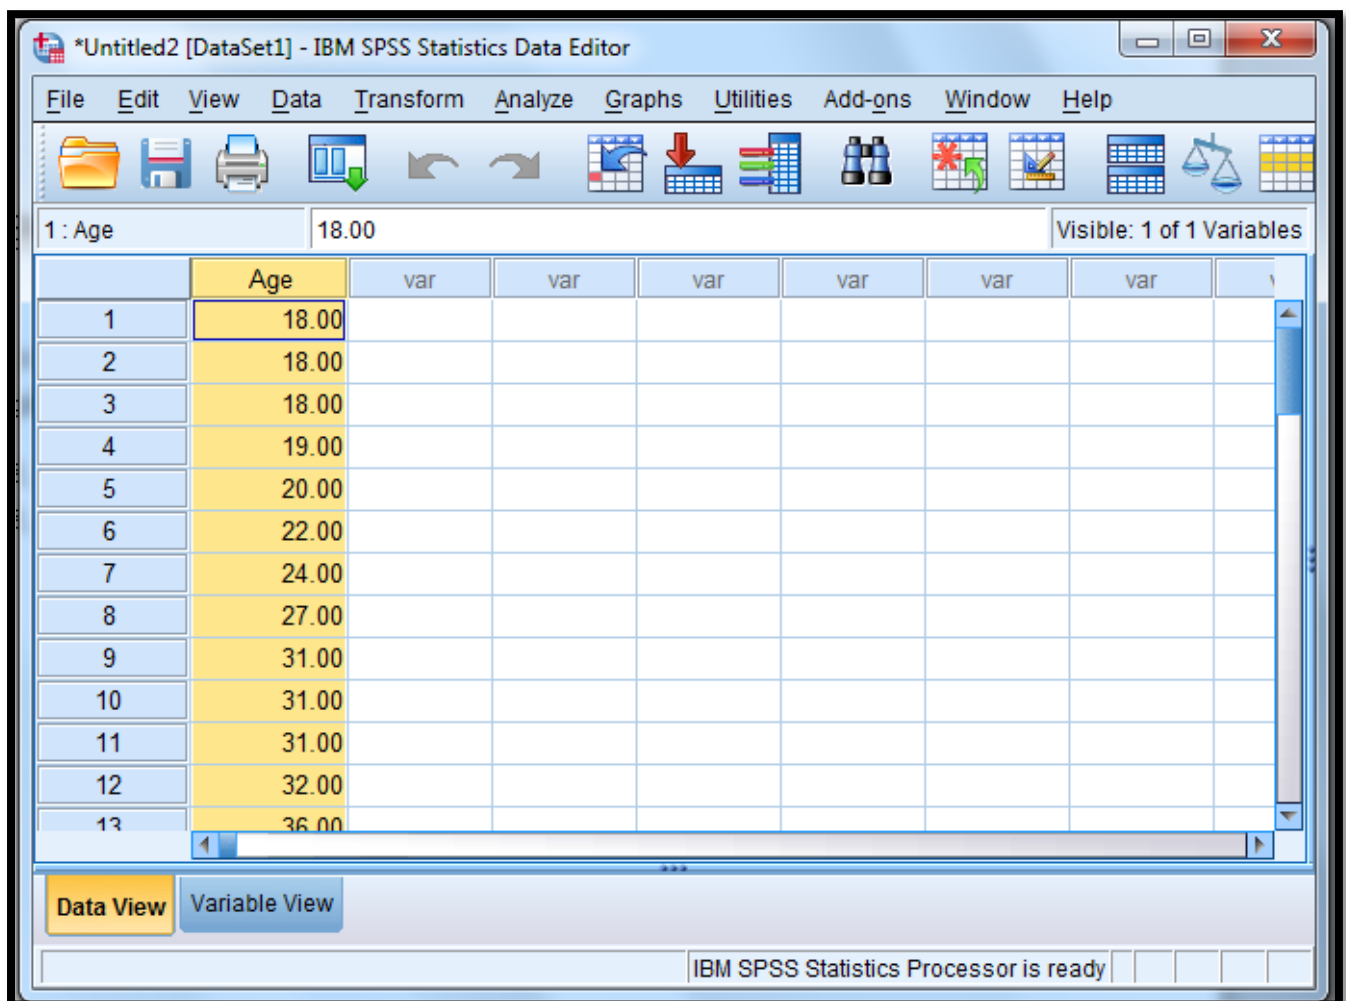 *Untitled2 [DataSet1] - IBM SPSS Statistics Data Editor
File Edit View Data Transform Analyze Graphs Utilities Add-ons Window Help
1 : Age 18.00 Visible: 1 of 1 Variables
Age var var var var var var
1 18.00
2 18.00
3 18.00
4 19.00
5 20.00
6 22.00
7 24.00
8 27.00
9 31.00
10 31.00
11 31.00
12 32.00
13 36.00
Data View Variable View
IBM SPSS Statistics Processor is ready